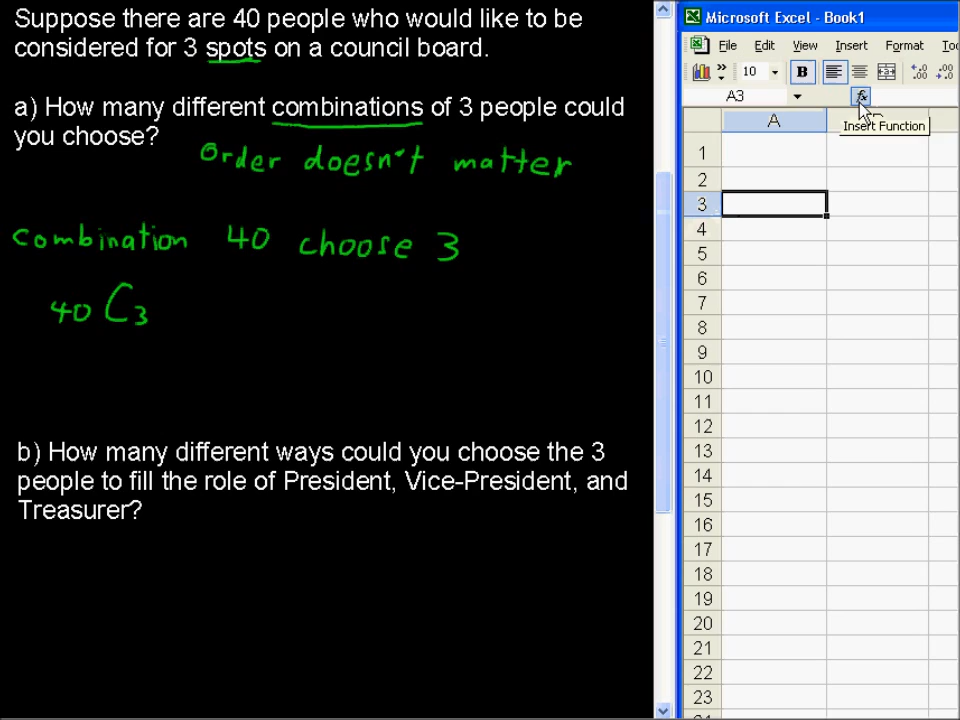 Suppose there are 40 people who would like to be
considered for 3 spots on a council board.
a) How many different combinations of 3 people could
you choose?
Order doesn't matter
combination 40 choose 3
40 C 3
b) How many different ways could you choose the 3
people to fill the role of President, Vice-President, and
Treasurer?
Microsoft Excel - Book1
File Edit View Insert Format
10 B
A3 fx
Insert Function
A
1
2
3
4
5
6
7
8
9
10
11
12
13
14
15
16
17
18
19
20
21
22
23